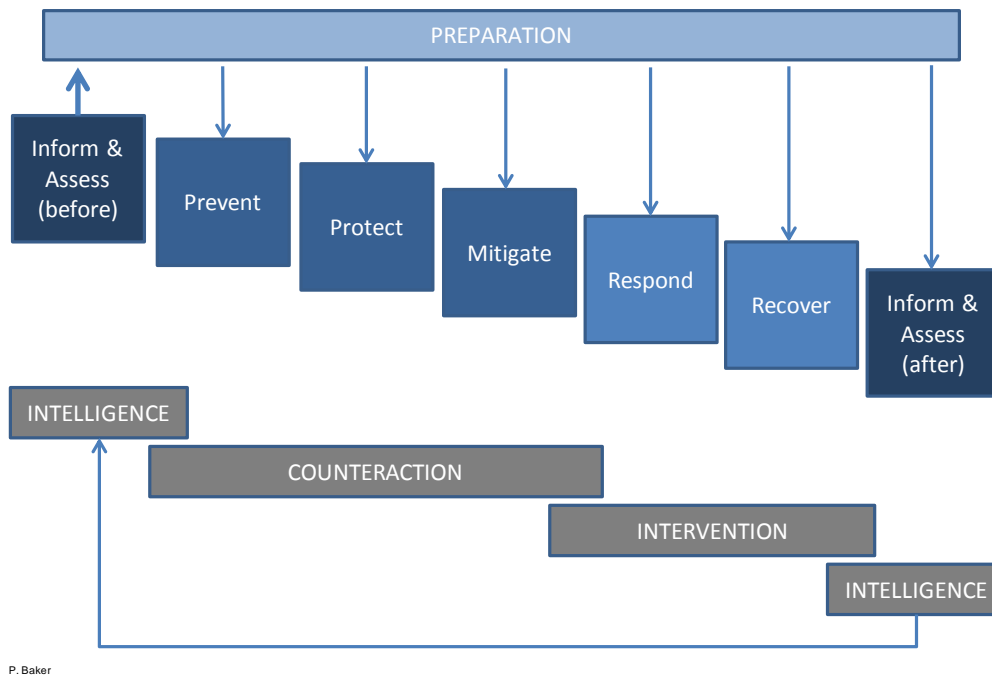 PREPARATION
Inform &
Assess
(before)
Prevent
Protect
Mitigate
Respond
Recover
Inform &
Assess
(after)
INTELLIGENCE
COUNTERACTION
INTERVENTION
INTELLIGENCE
P. Baker